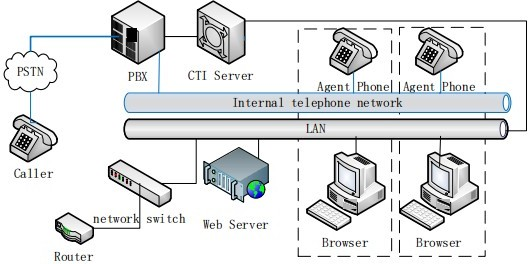 PSTN
PBX
CTI Server
Agent Phone
Agent Phone
Internal telephone network
LAN
Caller
network switch
Web Server
Browser
Browser
Router